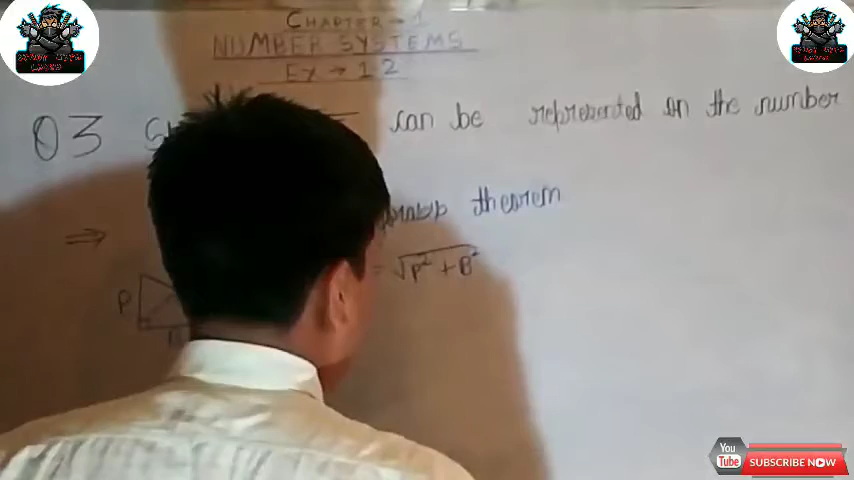 CHAPTER - 1
NUMBER SYSTEMS
Ex → 1.2
Q3 can be represented on the number
⇒ theorem
P = √P² + B²
You
Tube SUBSCRIBE NOW